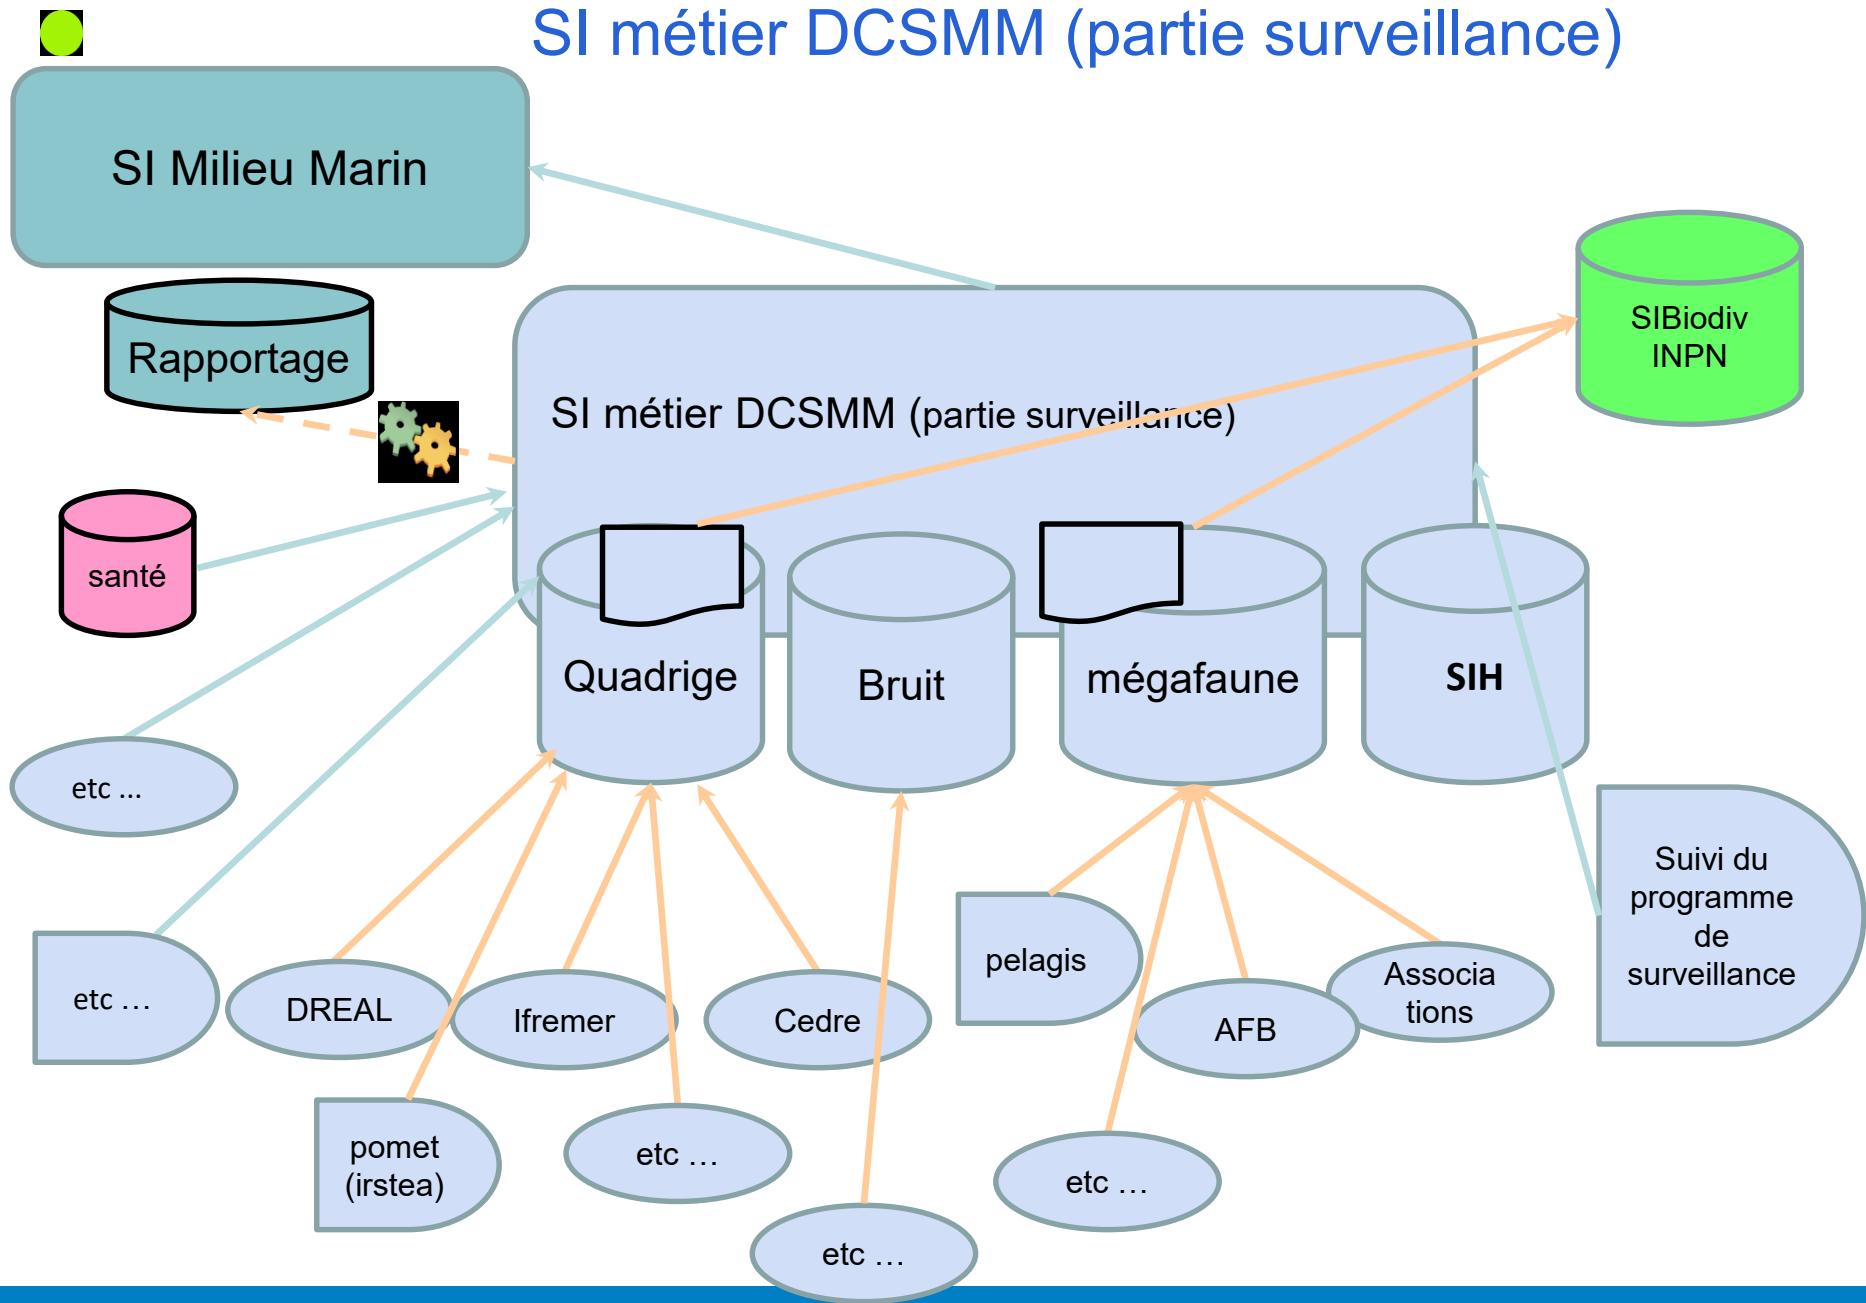 SI métier DCSMM (partie surveillance)
SI Milieu Marin
SIBiodiv
INPN
Rapportage
SI métier DCSMM (partie surveillance)
santé
Quadrige
Bruit
mégafaune
SIH
etc ...
Suivi du
programme
de
surveillance
pelagis
Associa
tions
etc …
DREAL
Ifremer
Cedre
AFB
pomet
(irstea)
etc …
etc …
etc …